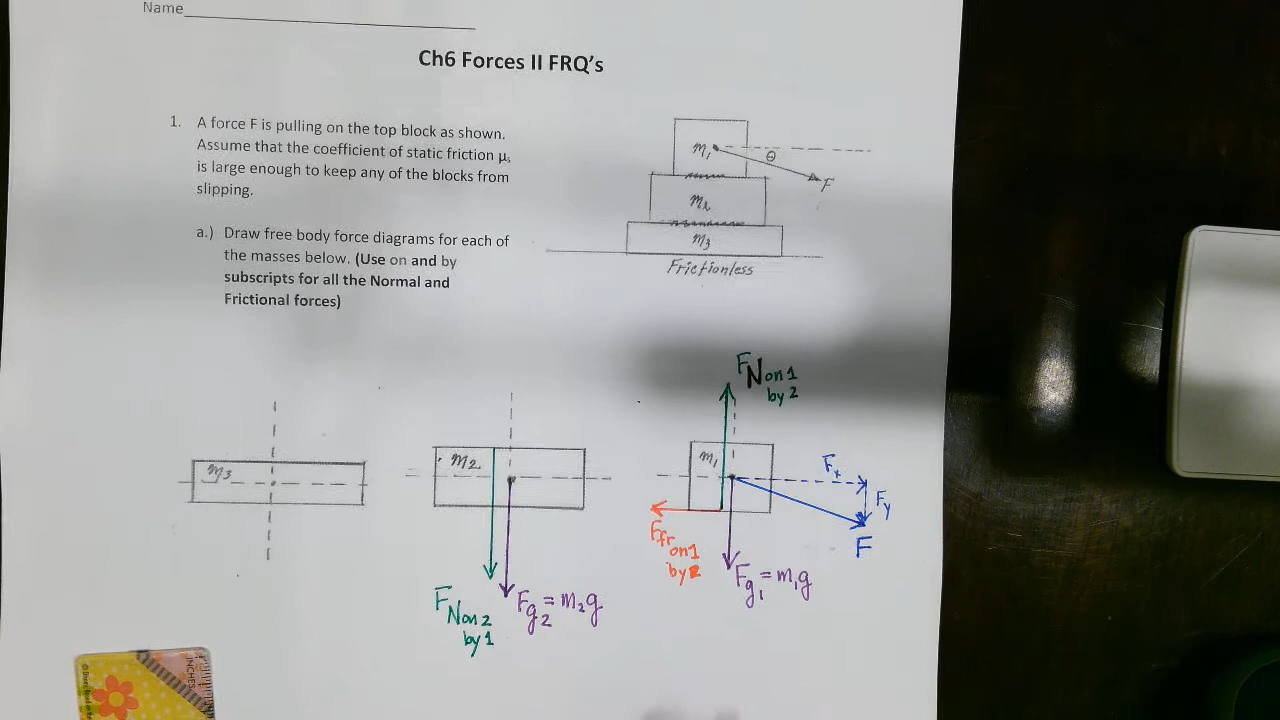 Name
Ch6 Forces II FRQ's
1. A force F is pulling on the top block as shown.
Assume that the coefficient of static friction μs
is large enough to keep any of the blocks from
slipping.
a.) Draw free body force diagrams for each of
the masses below. (Use on and by
subscripts for all the Normal and
Frictional forces)
m1
θ
F
m2
m3
Frictionless
m3
m2
FN on 2
by 1
Fg2 = m2g
FN on 1
by 2
m1
Fx
Fy
F
Ffr on 1
by 2
Fg1 = m1g
INCHES